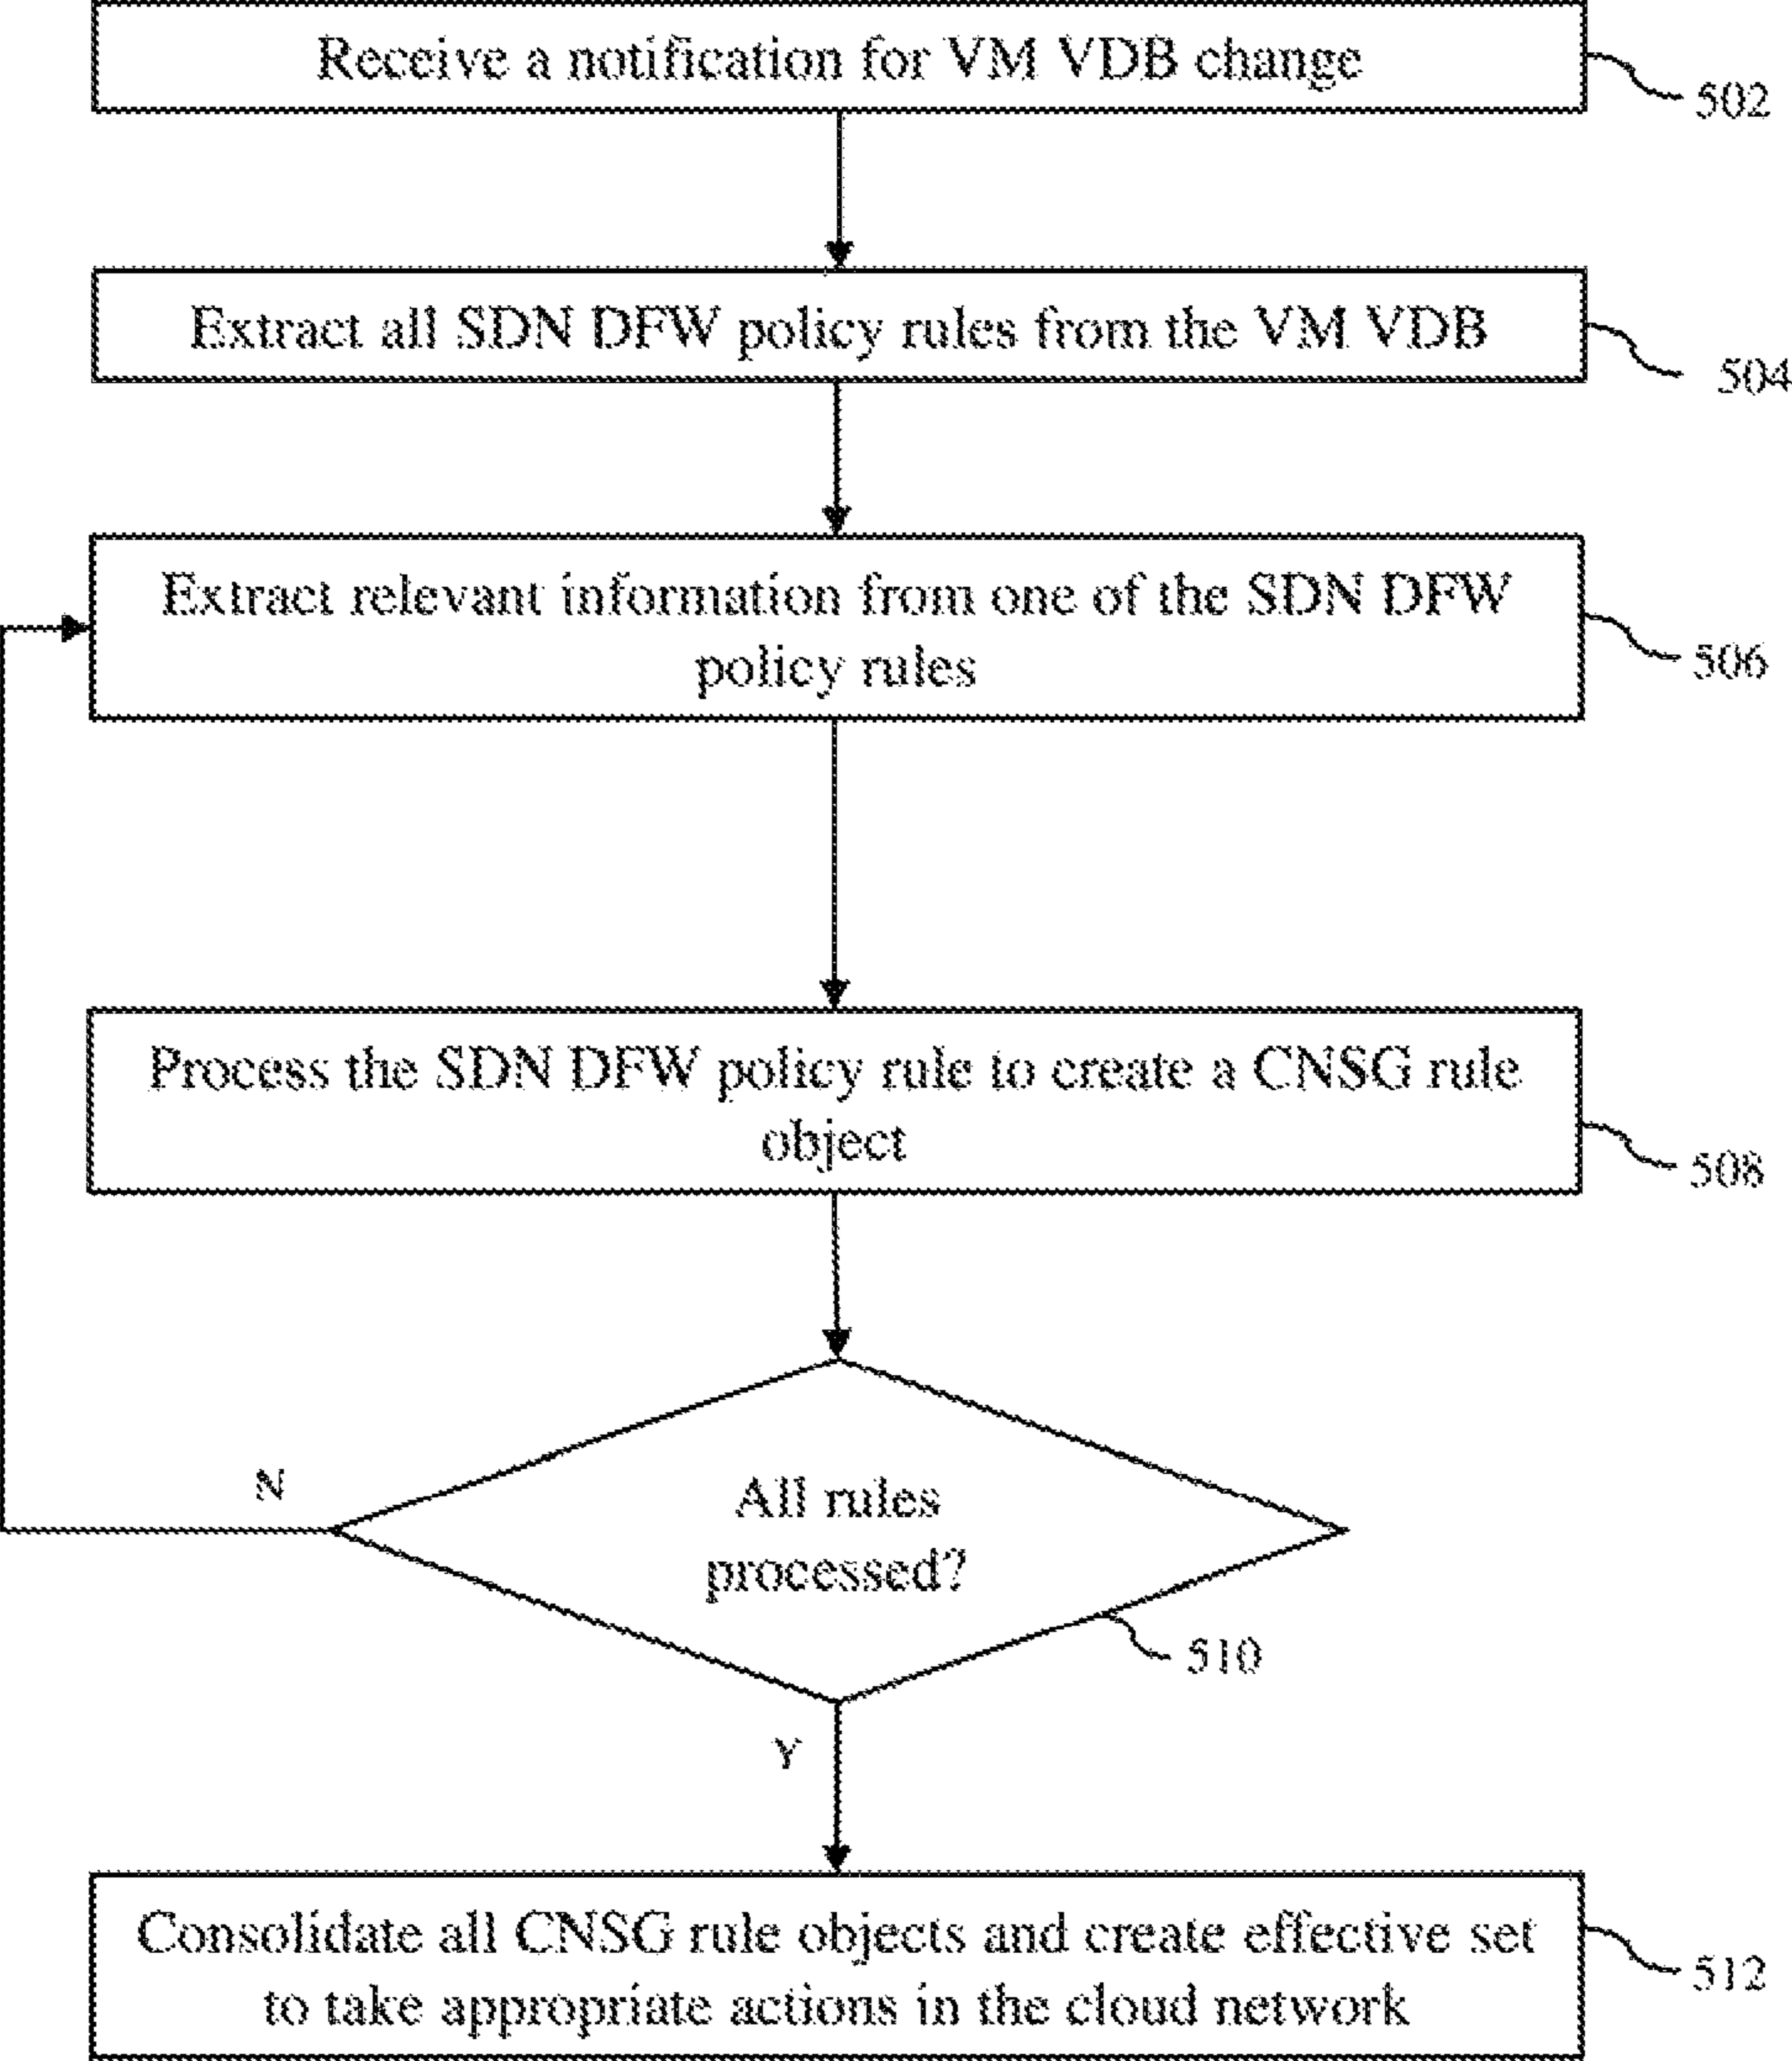 Receive a notification for VM VDB change
502
Extract all SDN DFW policy rules from the VM VDB
504
Extract relevant information from one of the SDN DFW
policy rules
506
Process the SDN DFW policy rule to create a CNSG rule
object
508
N
All rules
processed?
510
Y
Consolidate all CNSG rule objects and create effective set
to take appropriate actions in the cloud network
512